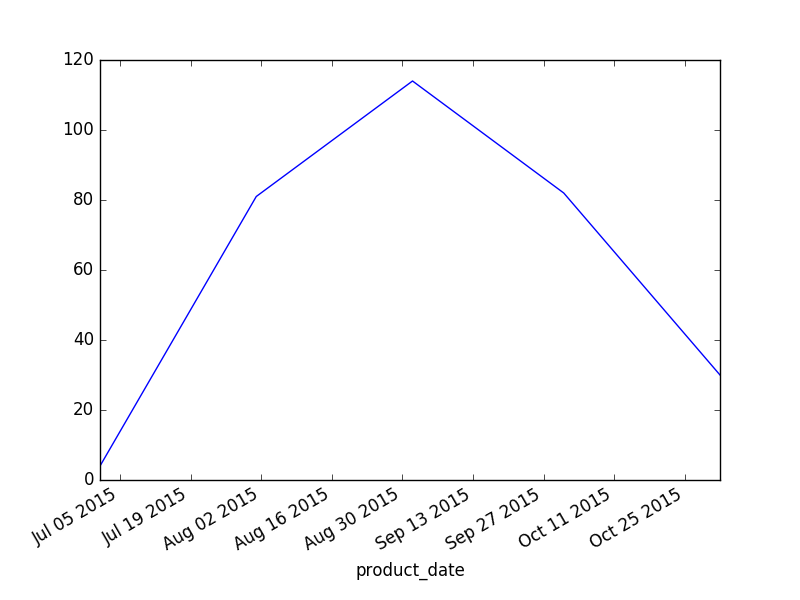 120
100
80
60
40
20
0
Jul 05 2015
Jul 19 2015
Aug 02 2015
Aug 16 2015
Aug 30 2015
Sep 13 2015
Sep 27 2015
Oct 11 2015
Oct 25 2015
product_date